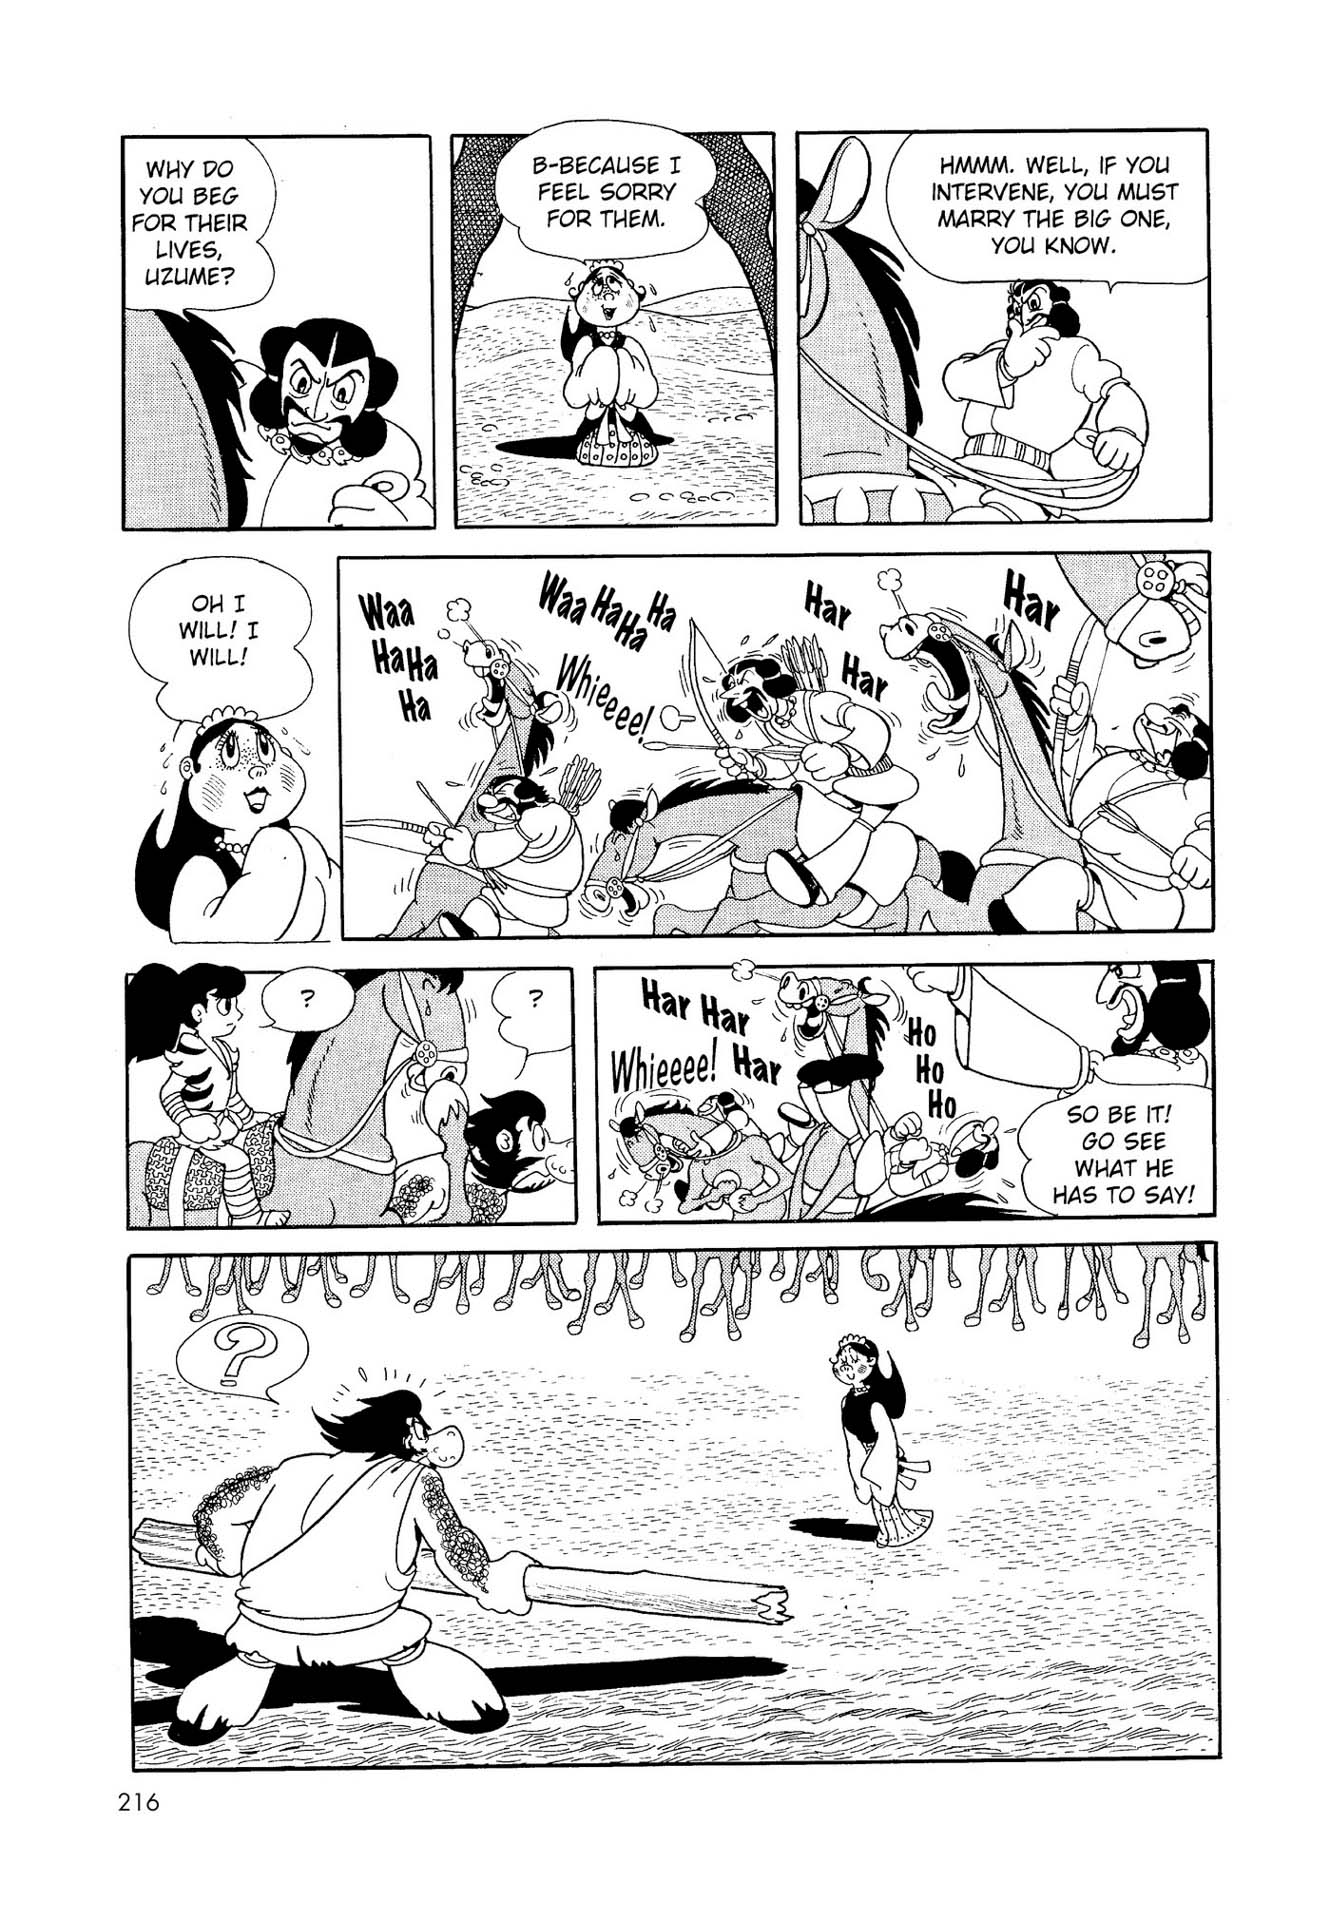 WHY DO
YOU BEG
FOR THEIR
LIVES,
UZUME?
B-BECAUSE I
FEEL SORRY
FOR THEM.
HMMM. WELL, IF YOU
INTERVENE, YOU MUST
MARRY THE BIG ONE,
YOU KNOW.
OH I
WILL! I
WILL!
Waa
Ha Ha
Ha
Waa Ha Ha Ha
Whieeee!
Har
Har
Har
?
?
Har Har
Whieeee! Har
Ho
Ho
Ho
SO BE IT!
GO SEE
WHAT HE
HAS TO SAY!
?
216